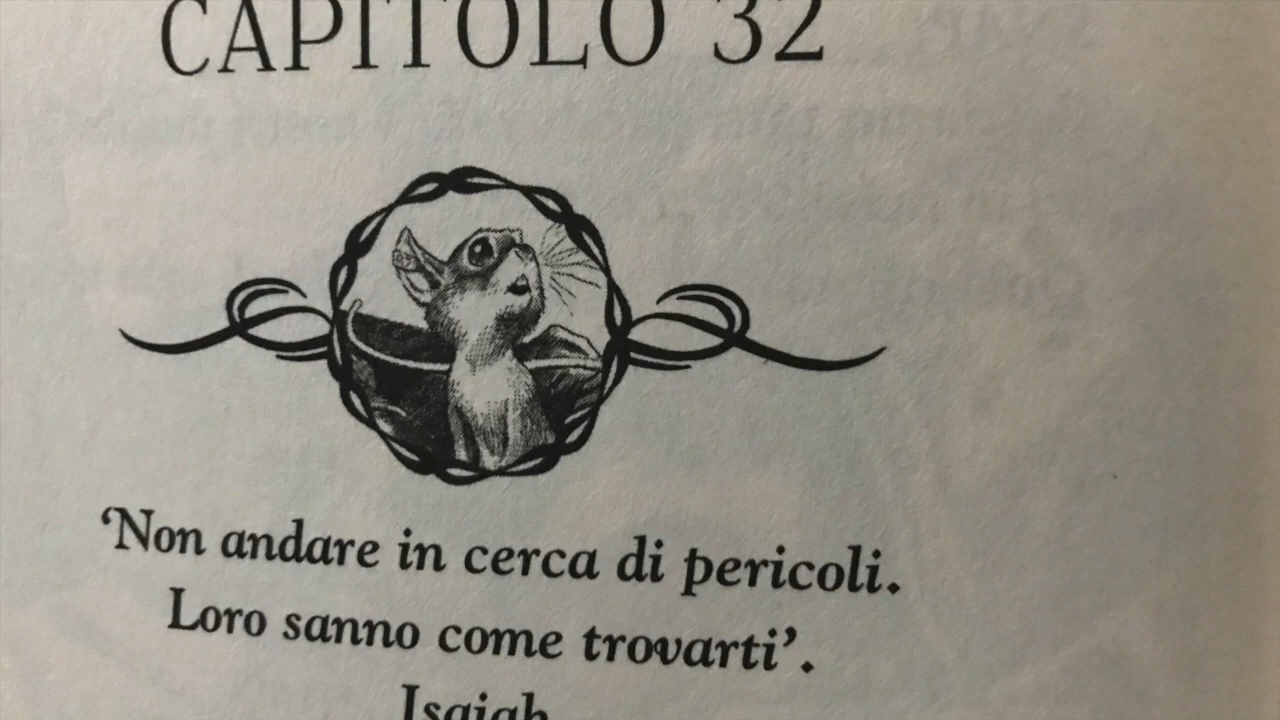 CAPITOLO 32
‘Non andare in cerca di pericoli.
Loro sanno come trovarti’.
Isaiah